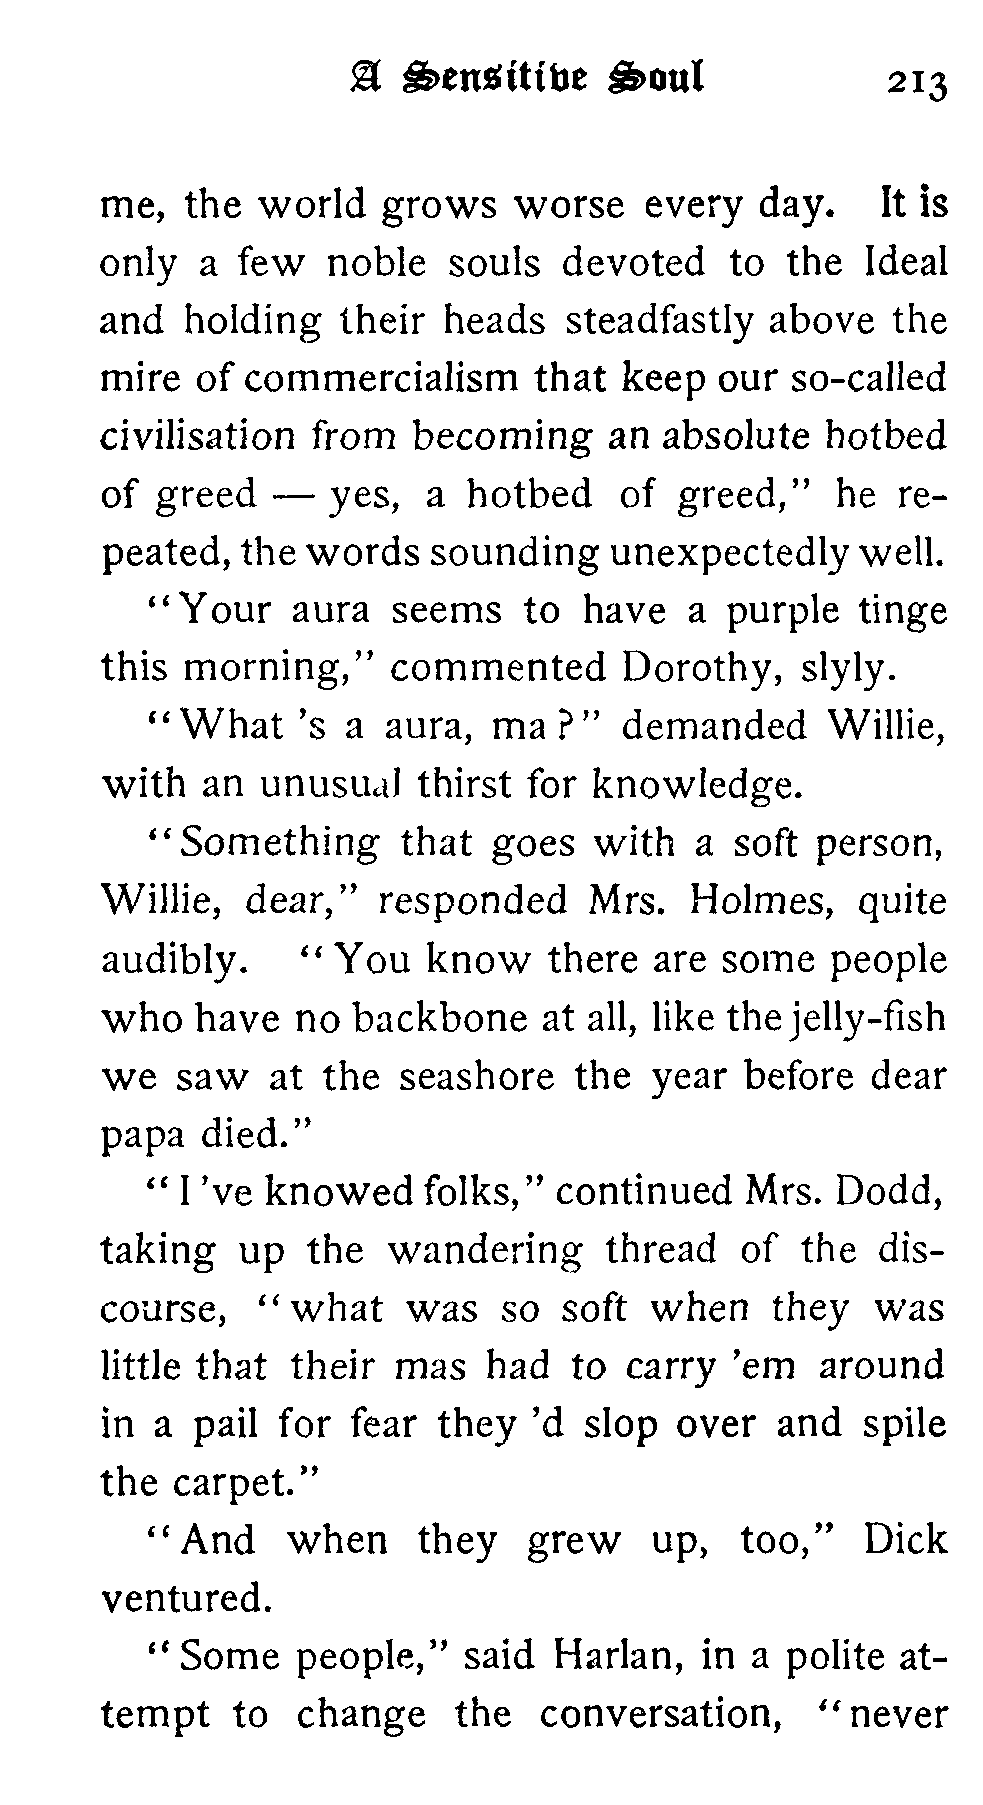 A Sensitive Soul 213
me, the world grows worse every day. It is
only a few noble souls devoted to the Ideal
and holding their heads steadfastly above the
mire of commercialism that keep our so-called
civilisation from becoming an absolute hotbed
of greed — yes, a hotbed of greed,” he re-
peated, the words sounding unexpectedly well.
“Your aura seems to have a purple tinge
this morning,” commented Dorothy, slyly.
“What 's a aura, ma?” demanded Willie,
with an unusual thirst for knowledge.
“Something that goes with a soft person,
Willie, dear,” responded Mrs. Holmes, quite
audibly. “You know there are some people
who have no backbone at all, like the jelly-fish
we saw at the seashore the year before dear
papa died.”
“I 've knowed folks,” continued Mrs. Dodd,
taking up the wandering thread of the dis-
course, “what was so soft when they was
little that their mas had to carry 'em around
in a pail for fear they 'd slop over and spile
the carpet.”
“And when they grew up, too,” Dick
ventured.
“Some people,” said Harlan, in a polite at-
tempt to change the conversation, “never